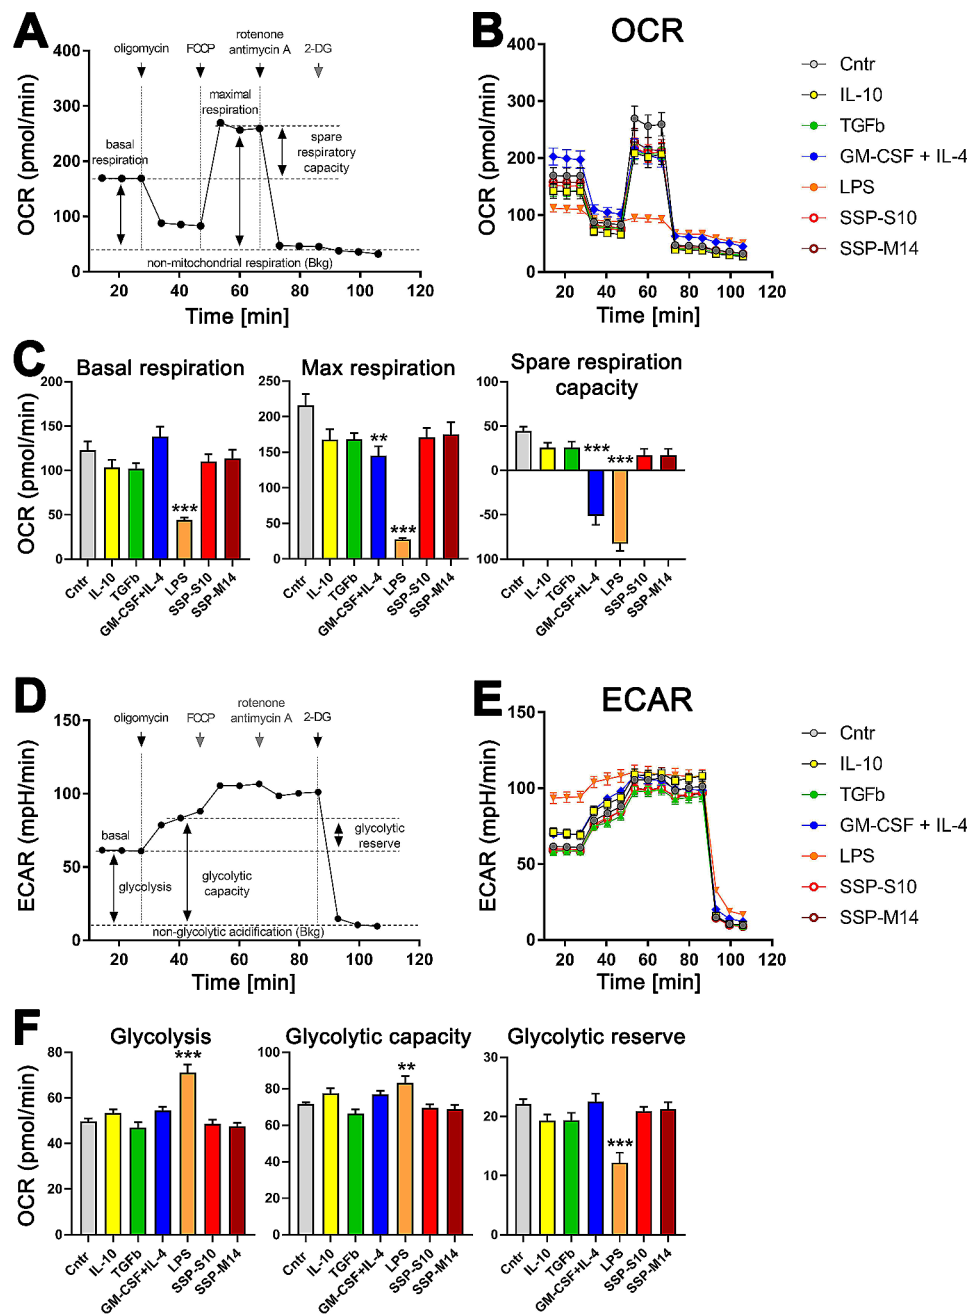 A
rotenone
oligomycin
FCCP
antimycin A
2-DG
400
300
200
100
0
OCR (pmol/min)
maximal
respiration
basal
respiration
spare
respiratory
capacity
non-mitochondrial respiration (Bkg)
20
40
60
80
100
120
Time [min]
B
OCR
400
300
200
100
0
OCR (pmol/min)
20
40
60
80
100
120
Time [min]
Cntr
IL-10
TGFb
GM-CSF + IL-4
LPS
SSP-S10
SSP-M14
C
Basal respiration
200
150
100
50
0
OCR (pmol/min)
***
Cntr
IL-10
TGFb
GM-CSF+IL-4
LPS
SSP-S10
SSP-M14
Max respiration
250
200
150
100
50
0
**
***
Cntr
IL-10
TGFb
GM-CSF+IL-4
LPS
SSP-S10
SSP-M14
Spare respiration
capacity
100
50
0
-50
100
***
***
Cntr
IL-10
TGFb
GM-CSF+IL-4
LPS
SSP-S10
SSP-M14
D
rotenone
oligomycin
FCCP
antimycin A
2-DG
150
100
50
0
ECAR (mpH/min)
basal
glycolysis
glycolytic
capacity
glycolytic
reserve
non-glycolytic acidification (Bkg)
20
40
60
80
100
120
Time [min]
E
ECAR
150
100
50
0
ECAR (mpH/min)
20
40
60
80
100
120
Time [min]
Cntr
IL-10
TGFb
GM-CSF + IL-4
LPS
SSP-S10
SSP-M14
F
Glycolysis
80
60
40
20
0
OCR (pmol/min)
***
Cntr
IL-10
TGFb
GM-CSF+IL-4
LPS
SSP-S10
SSP-M14
Glycolytic capacity
100
80
60
40
20
0
**
Cntr
IL-10
TGFb
GM-CSF+IL-4
LPS
SSP-S10
SSP-M14
Glycolytic reserve
30
20
10
0
***
Cntr
IL-10
TGFb
GM-CSF+IL-4
LPS
SSP-S10
SSP-M14